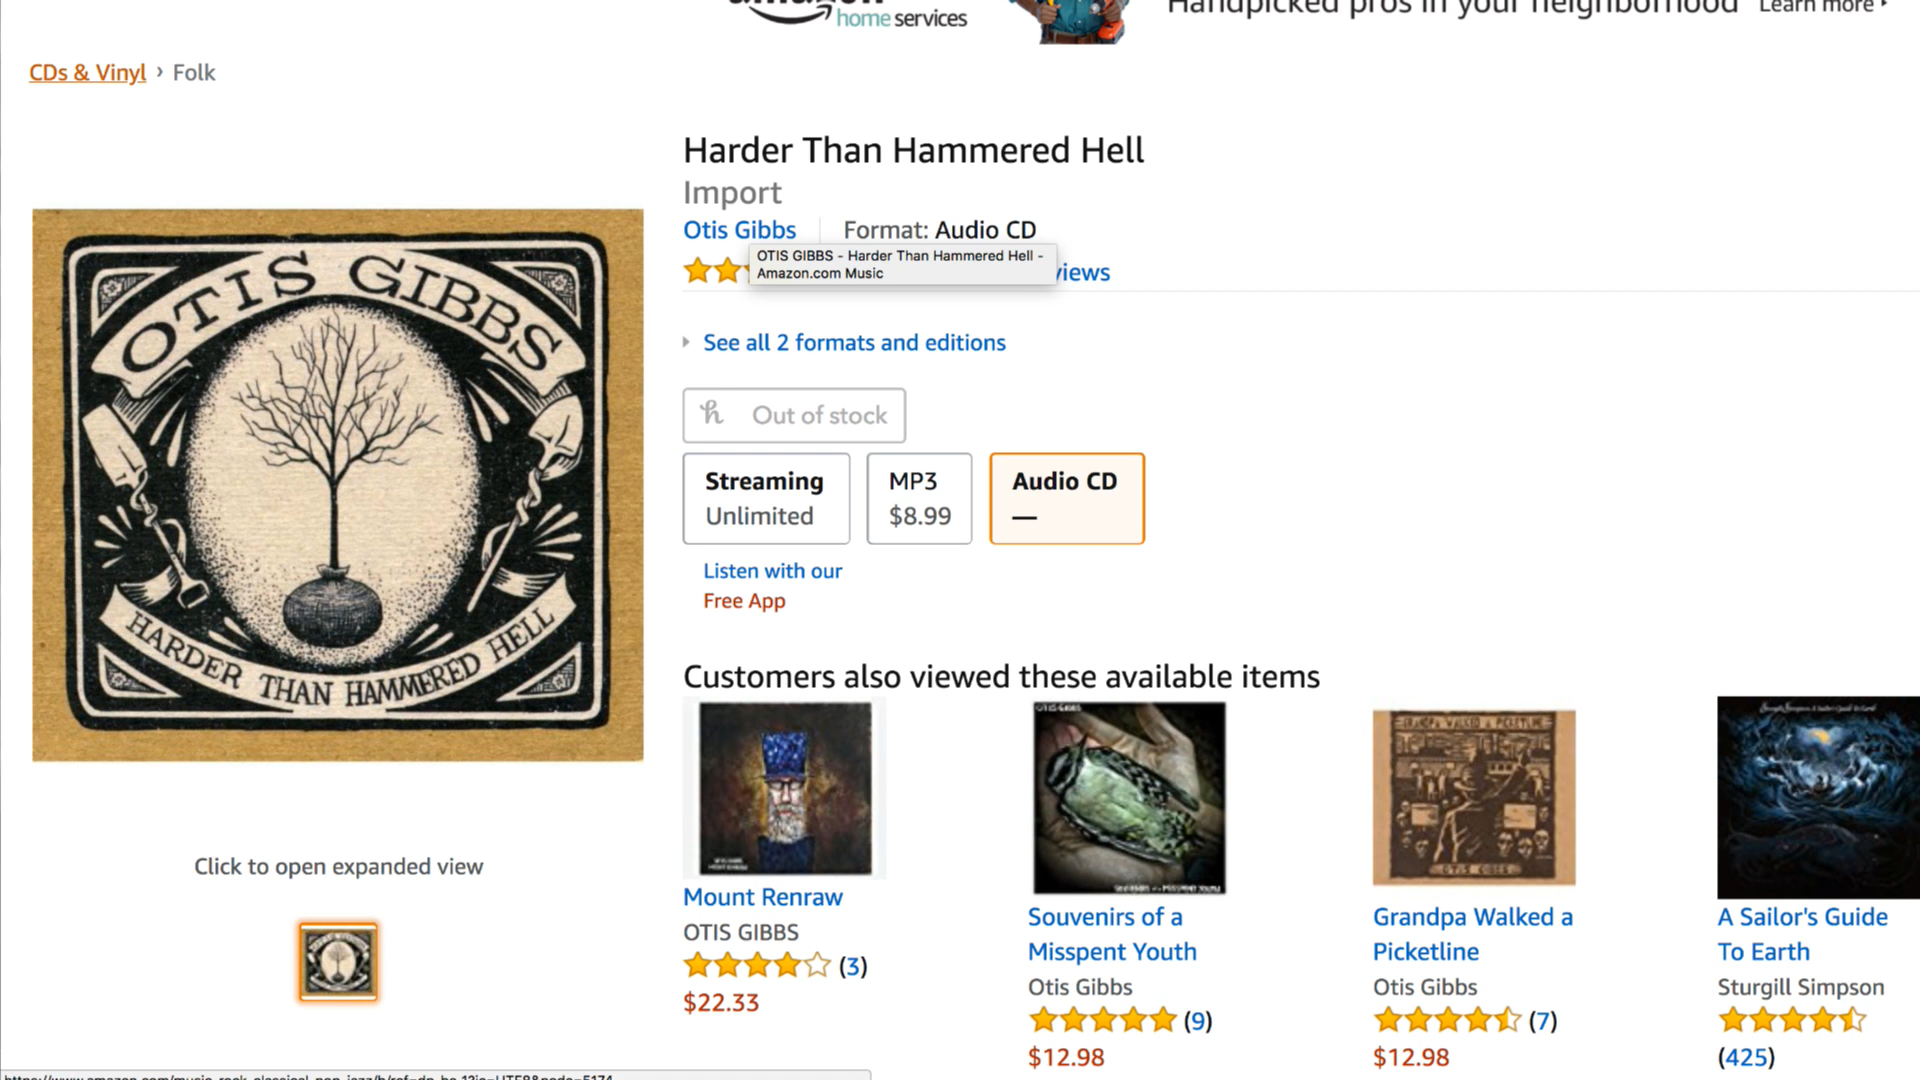 home services
Handpicked pros in your neighborhood Learn more
CDs & Vinyl › Folk
Harder Than Hammered Hell
Import
Otis Gibbs Format: Audio CD
OTIS GIBBS - Harder Than Hammered Hell -
Amazon.com Music
views
See all 2 formats and editions
Out of stock
Streaming
Unlimited
MP3
$8.99
Audio CD
—
Listen with our
Free App
OTIS GIBBS
HARDER THAN HAMMERED HELL
Click to open expanded view
Customers also viewed these available items
Mount Renraw
OTIS GIBBS
(3)
$22.33
Souvenirs of a
Misspent Youth
Otis Gibbs
(9)
$12.98
Grandpa Walked a
Picketline
Otis Gibbs
(7)
$12.98
A Sailor's Guide
To Earth
Sturgill Simpson
(425)